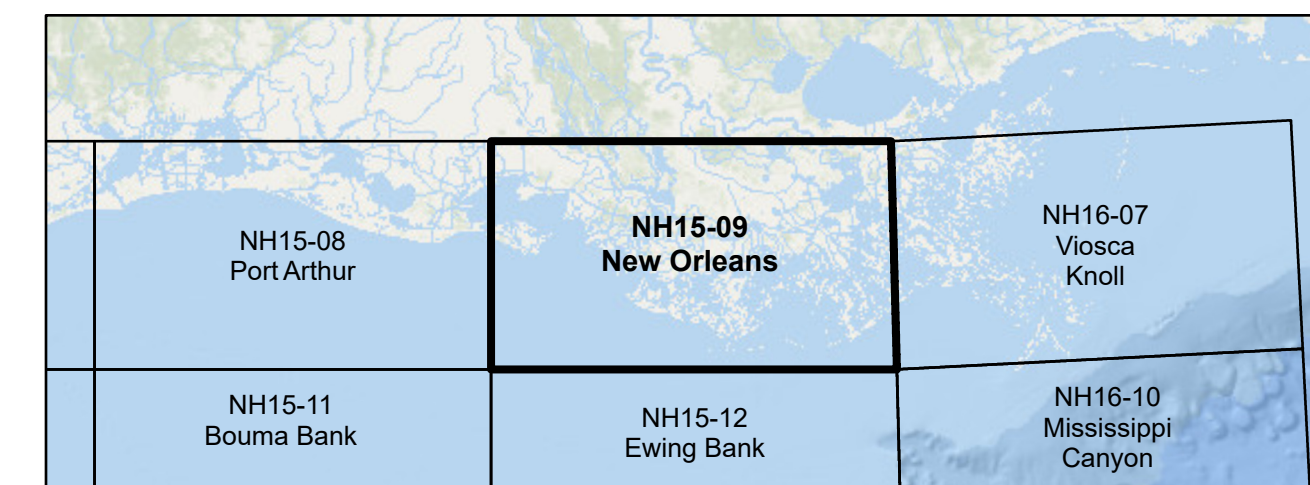 NH15-08
Port Arthur
NH15-09
New Orleans
NH16-07
Viosca
Knoll
NH15-11
Bouma Bank
NH15-12
Ewing Bank
NH16-10
Mississippi
Canyon